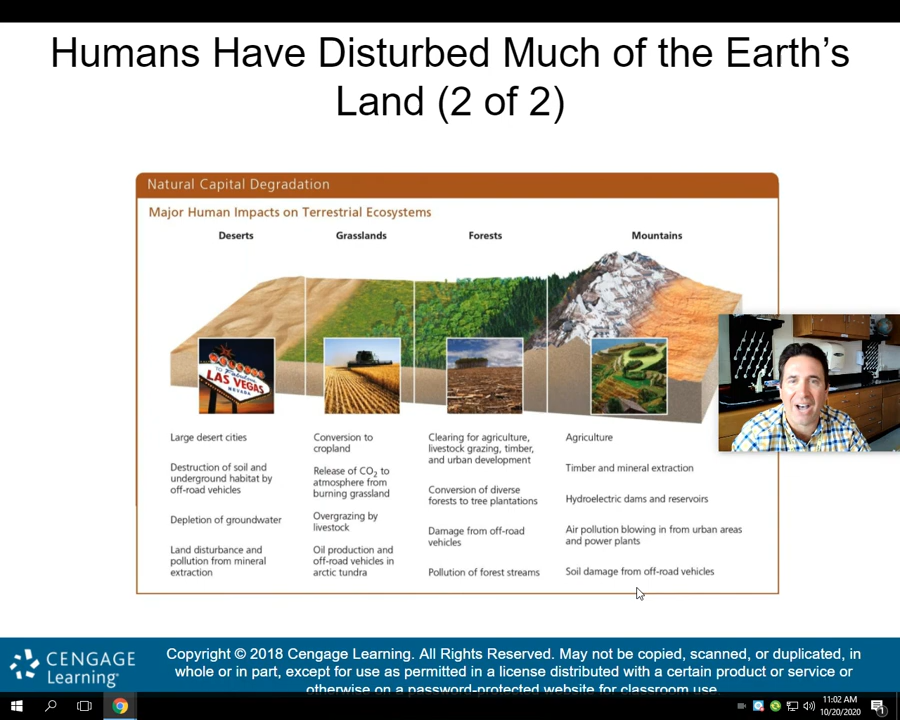 Humans Have Disturbed Much of the Earth's
Land (2 of 2)
Natural Capital Degradation
Major Human Impacts on Terrestrial Ecosystems
Deserts
Grasslands
Forests
Mountains
WELCOME
TO Fabulous
LAS VEGAS
NEVADA
Large desert cities
Destruction of soil and
underground habitat by
off-road vehicles
Depletion of groundwater
Land disturbance and
pollution from mineral
extraction
Conversion to
cropland
Release of CO2 to
atmosphere from
burning grassland
Overgrazing by
livestock
Oil production and
off-road vehicles in
arctic tundra
Clearing for agriculture,
livestock grazing, timber,
and urban development
Conversion of diverse
forests to tree plantations
Damage from off-road
vehicles
Pollution of forest streams
Agriculture
Timber and mineral extraction
Hydroelectric dams and reservoirs
Air pollution blowing in from urban areas
and power plants
Soil damage from off-road vehicles
CENGAGE
Learning™
Copyright © 2018 Cengage Learning. All Rights Reserved. May not be copied, scanned, or duplicated, in
whole or in part, except for use as permitted in a license distributed with a certain product or service or
otherwise on a password-protected website for classroom use
11:02 AM
10/20/2020
1